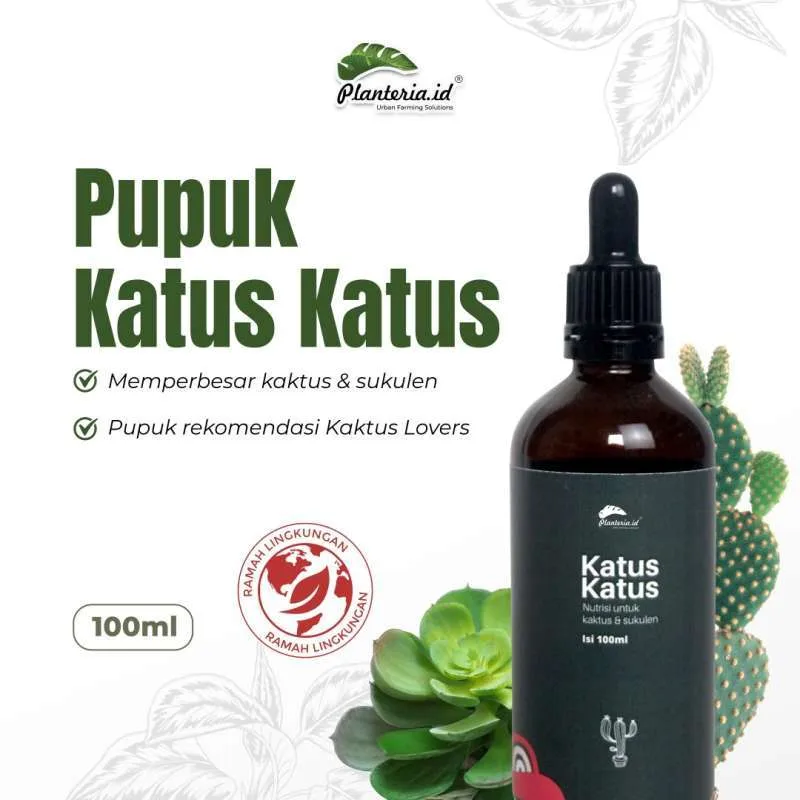 Planteria.id®
Urban Farming Solutions
Pupuk
Katus Katus
Memperbesar kaktus & sukulen
Pupuk rekomendasi Kaktus Lovers
RAMAH LINGKUNGAN
RAMAH LINGKUNGAN
100ml
Planteria.id
Katus
Katus
Nutrisi untuk
kaktus & sukulen
Isi 100ml